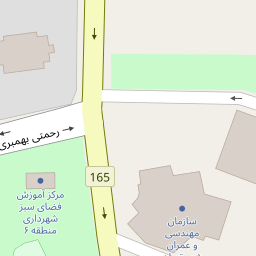 رحمتی بهمبری
165
مرکز آموزش
فضای سبز
شهرداری
منطقه ۶
سازمان
مهندسی
و عمران